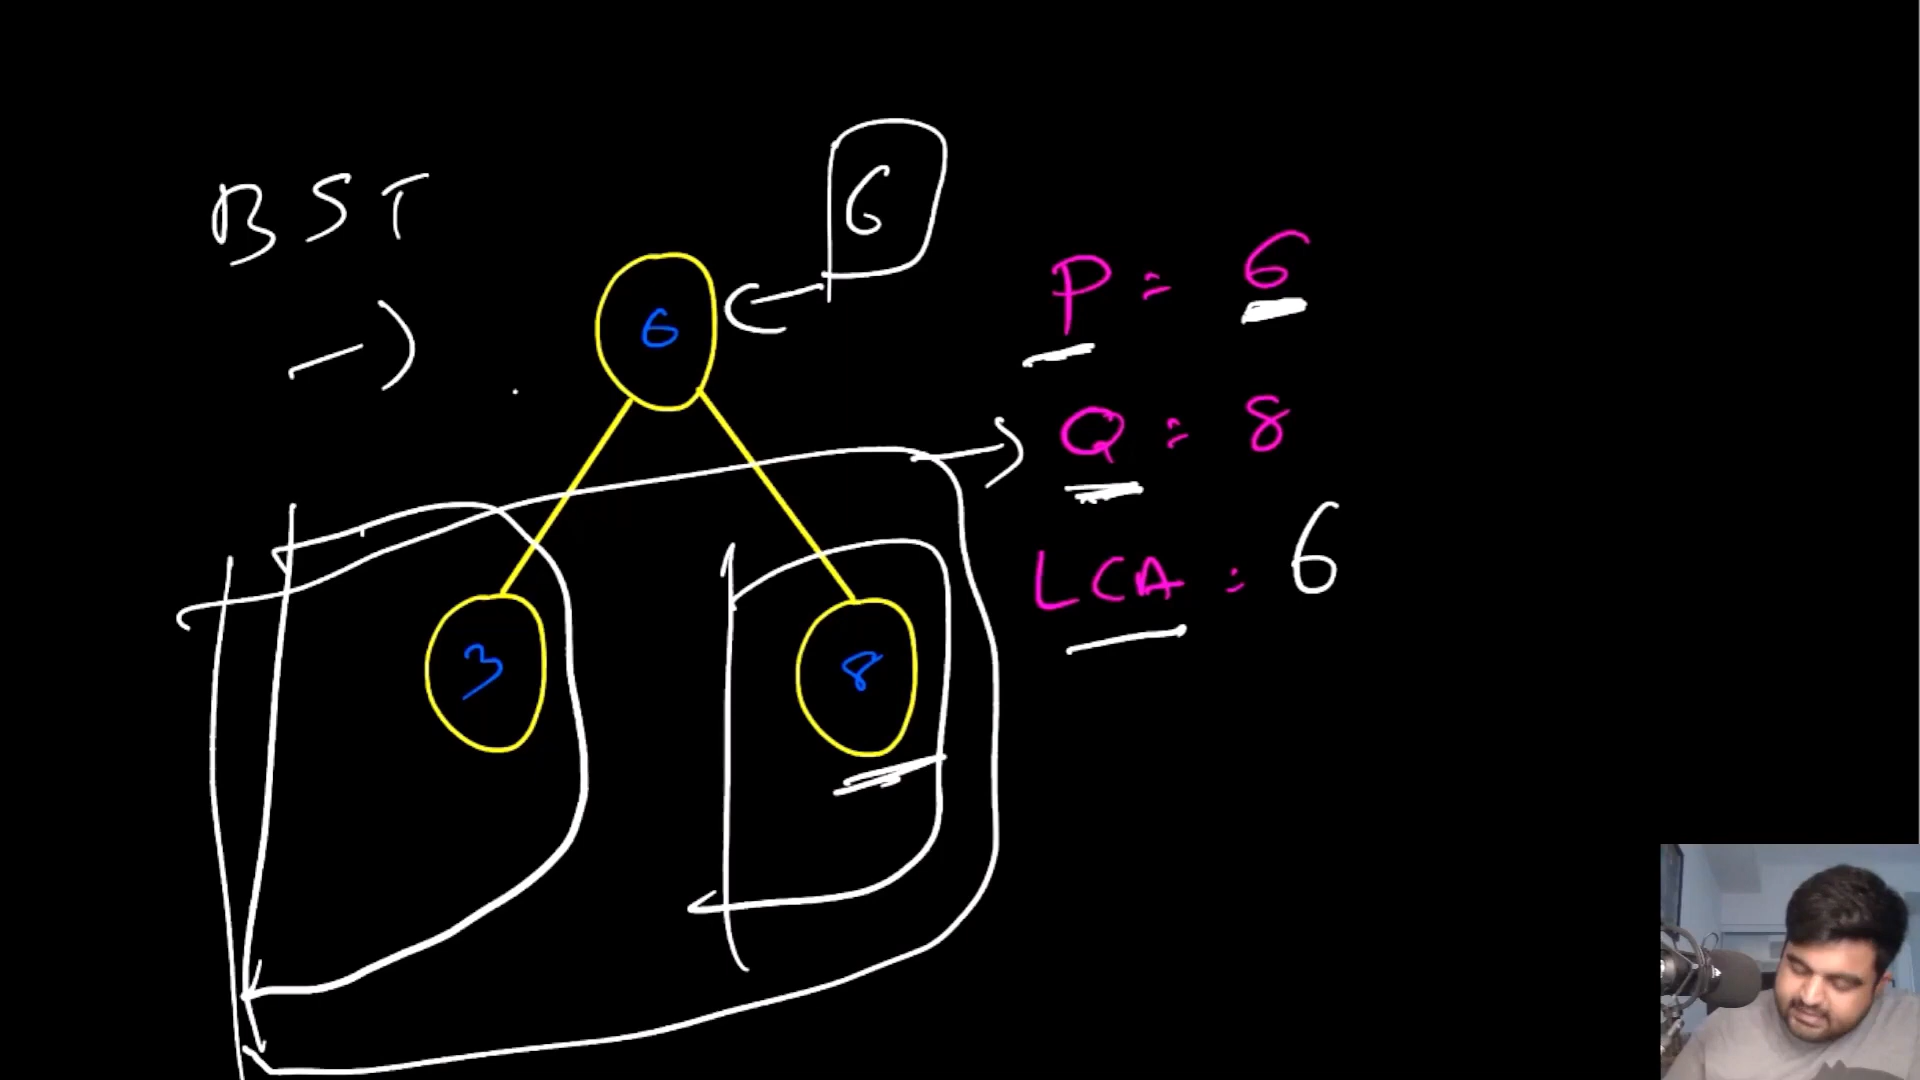 BST
6
6
P = 6
Q = 8
LCA = 6
3
8